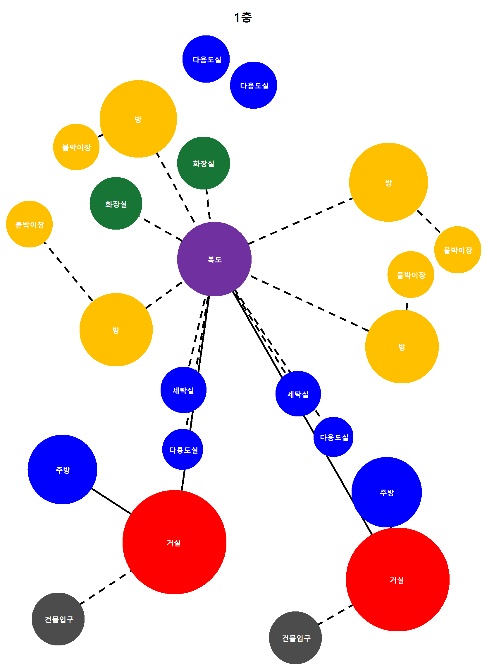 1층
다용도실
다용도실
방
붙박이장
화장실
방
화장실
붙박이장
붙박이장
복도
붙박이장
방
방
세탁실
세탁실
다용도실
다용도실
주방
주방
거실
거실
건물입구
건물입구